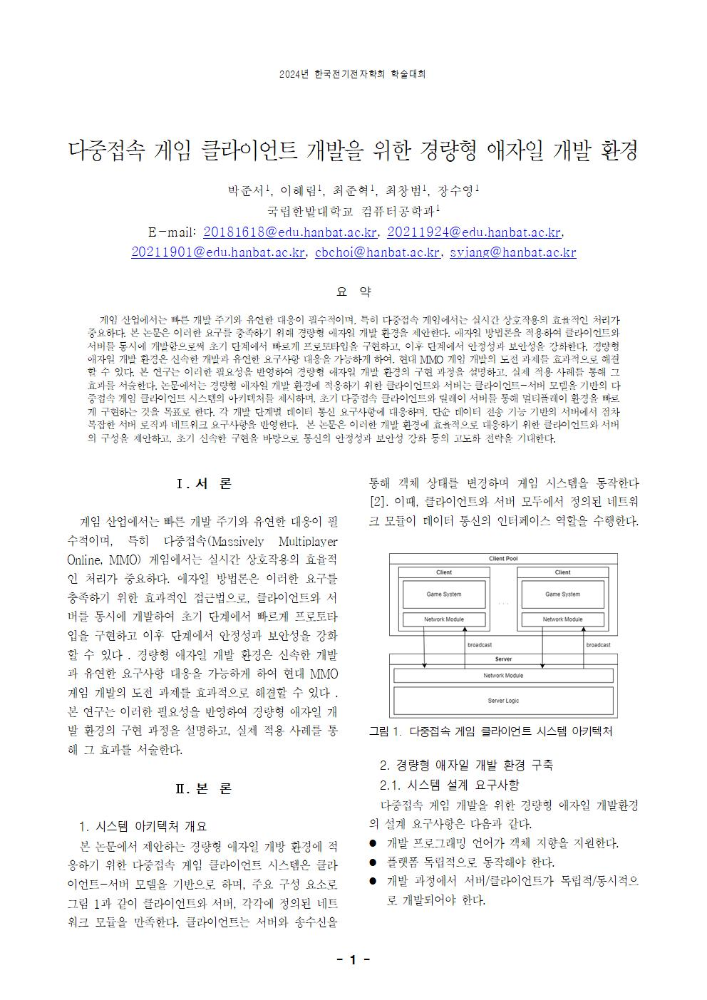 2024년 한국전기전자학회 학술대회
다중접속 게임 클라이언트 개발을 위한 경량형 애자일 개발 환경
박준서1, 이혜림1, 최준혁1, 최창범1, 장수영1
국립한밭대학교 컴퓨터공학과1
E-mail: 20181618@edu.hanbat.ac.kr, 20211924@edu.hanbat.ac.kr,
20211901@edu.hanbat.ac.kr, cbchoi@hanbat.ac.kr, syjang@hanbat.ac.kr
요 약
게임 산업에서는 빠른 개발 주기와 유연한 대응이 필수적이며, 특히 다중접속 게임에서는 실시간 상호작용의 효율적인 처리가
중요하다. 본 논문은 이러한 요구를 충족하기 위해 경량형 애자일 개발 환경을 제안한다. 애자일 방법론을 적용하여 클라이언트와
서버를 동시에 개발함으로써 초기 단계에서 빠르게 프로토타입을 구현하고, 이후 단계에서 안정성과 보안성을 강화한다. 경량형
애자일 개발 환경은 신속한 개발과 유연한 요구사항 대응을 가능하게 하여, 현대 MMO 게임 개발의 도전 과제를 효과적으로 해결
할 수 있다. 본 연구는 이러한 필요성을 반영하여 경량형 애자일 개발 환경의 구현 과정을 설명하고, 실제 적용 사례를 통해 그
효과를 서술한다. 논문에서는 경량형 애자일 개발 환경에 적응하기 위한 클라이언트와 서버는 클라이언트-서버 모델을 기반의 다
중접속 게임 클라이언트 시스템의 아키텍처를 제시하며, 초기 다중접속 클라이언트와 릴레이 서버를 통해 멀티플레이 환경을 빠르
게 구현하는 것을 목표로 한다. 각 개발 단계별 데이터 통신 요구사항에 대응하며, 단순 데이터 전송 기능 기반의 서버에서 점차
복잡한 서버 로직과 네트워크 요구사항을 반영한다. 본 논문은 이러한 개발 환경에 효율적으로 대응하기 위한 클라이언트와 서버
의 구성을 제안하고, 초기 신속한 구현을 바탕으로 통신의 안정성과 보안성 강화 등의 고도화 전략을 기대한다.
Ⅰ. 서 론
게임 산업에서는 빠른 개발 주기와 유연한 대응이 필
수적이며, 특히 다중접속(Massively Multiplayer
Online, MMO) 게임에서는 실시간 상호작용의 효율적
인 처리가 중요하다. 애자일 방법론은 이러한 요구를
충족하기 위한 효과적인 접근법으로, 클라이언트와 서
버를 동시에 개발하여 초기 단계에서 빠르게 프로토타
입을 구현하고 이후 단계에서 안정성과 보안성을 강화
할 수 있다 . 경량형 애자일 개발 환경은 신속한 개발
과 유연한 요구사항 대응을 가능하게 하여 현대 MMO
게임 개발의 도전 과제를 효과적으로 해결할 수 있다 .
본 연구는 이러한 필요성을 반영하여 경량형 애자일 개
발 환경의 구현 과정을 설명하고, 실제 적용 사례를 통
해 그 효과를 서술한다.
Ⅱ. 본 론
1. 시스템 아키텍처 개요
본 논문에서 제안하는 경량형 애자일 개방 환경에 적
응하기 위한 다중접속 게임 클라이언트 시스템은 클라
이언트-서버 모델을 기반으로 하며, 주요 구성 요소로
그림 1과 같이 클라이언트와 서버, 각각에 정의된 네트
워크 모듈을 만족한다. 클라이언트는 서버와 송수신을
통해 객체 상태를 변경하며 게임 시스템을 동작한다
[2]. 이때, 클라이언트와 서버 모두에서 정의된 네트워
크 모듈이 데이터 통신의 인터페이스 역할을 수행한다.
Client Pool
Client Client
Game System Game System
. . .
Network Module Network Module
broadcast broadcast
Server
Network Module
Server Logic
그림 1. 다중접속 게임 클라이언트 시스템 아키텍처
2. 경량형 애자일 개발 환경 구축
2.1. 시스템 설계 요구사항
다중접속 게임 개발을 위한 경량형 애자일 개발환경
의 설계 요구사항은 다음과 같다.
● 개발 프로그래밍 언어가 객체 지향을 지원한다.
● 플랫폼 독립적으로 동작해야 한다.
● 개발 과정에서 서버/클라이언트가 독립적/동시적으
로 개발되어야 한다.
- 1 -